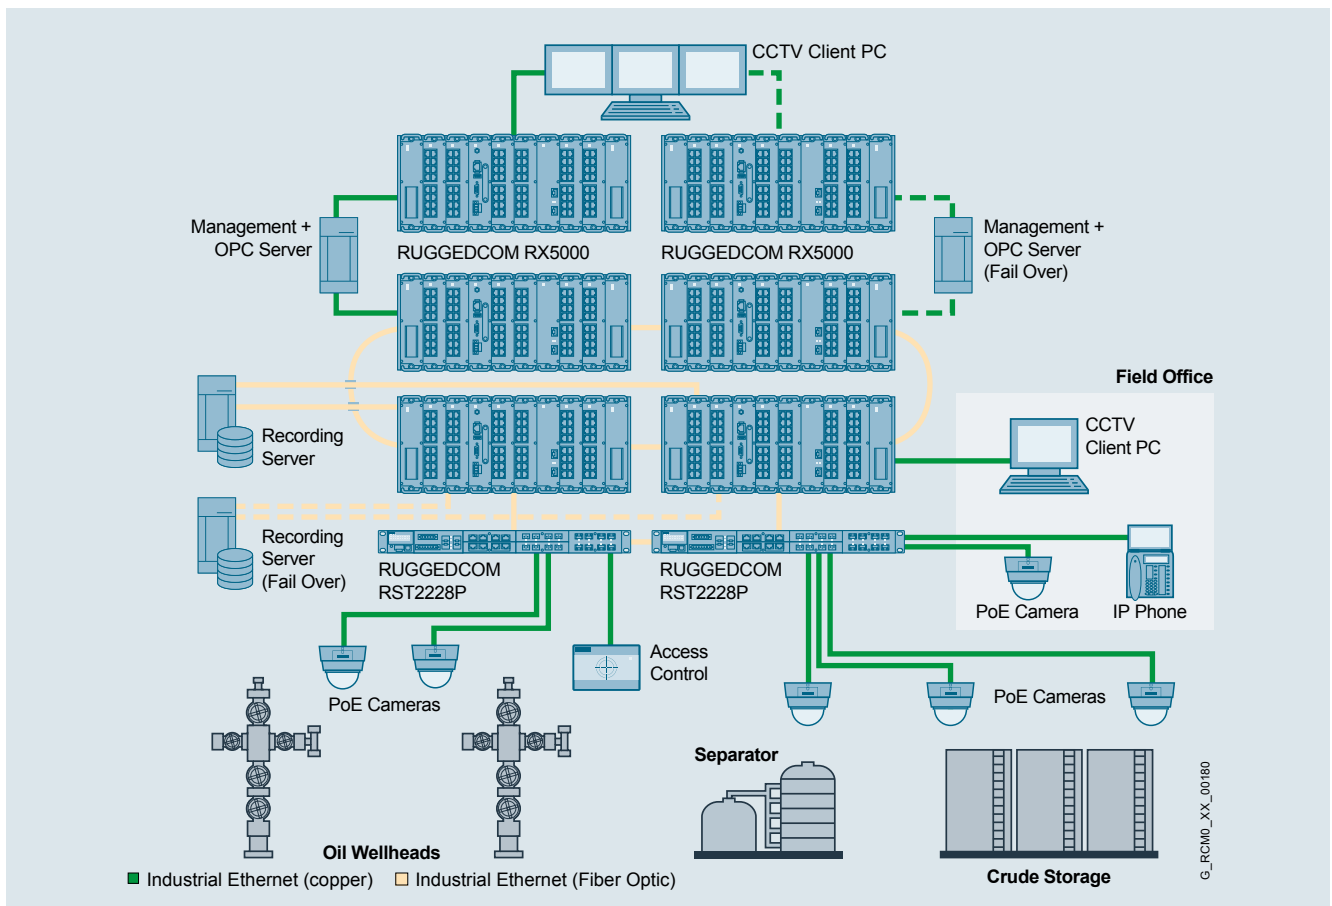 CCTV Client PC
Management +
OPC Server
RUGGEDCOM RX5000
RUGGEDCOM RX5000
Management +
OPC Server
(Fail Over)
Field Office
Recording
Server
CCTV
Client PC
Recording
Server
(Fail Over)
RUGGEDCOM
RST2228P
RUGGEDCOM
RST2228P
PoE Camera
IP Phone
Access
Control
PoE Cameras
PoE Cameras
Separator
Oil Wellheads
Crude Storage
G_RCM0_XX_00180
Industrial Ethernet (copper)
Industrial Ethernet (Fiber Optic)